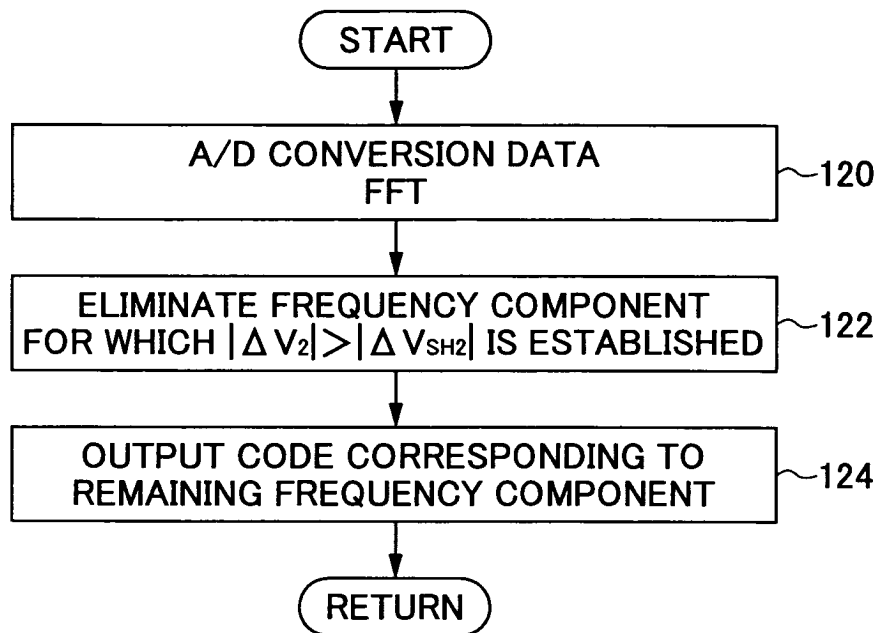 START
A/D CONVERSION DATA
FFT
120
ELIMINATE FREQUENCY COMPONENT
FOR WHICH |ΔV2|>|ΔVSH2| IS ESTABLISHED
122
OUTPUT CODE CORRESPONDING TO
REMAINING FREQUENCY COMPONENT
124
RETURN